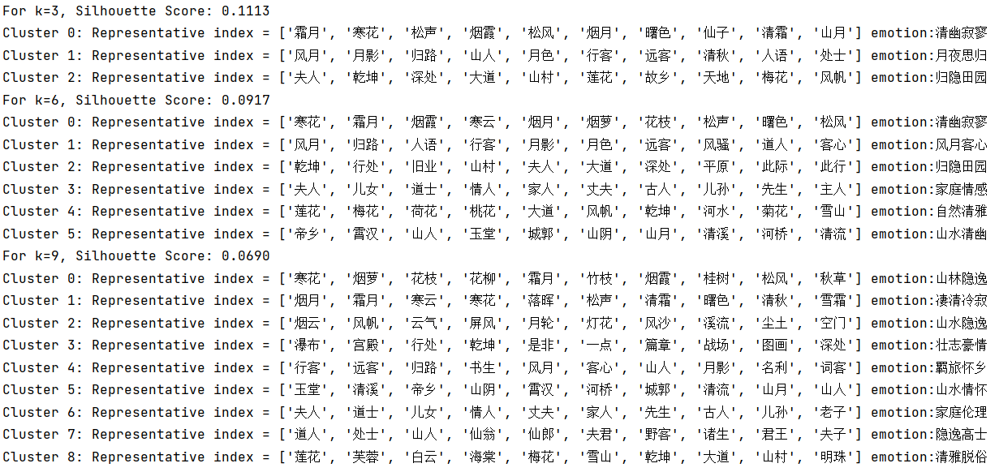 For k=3, Silhouette Score: 0.1113
Cluster 0: Representative index = ['霜月', '寒花', '松声', '烟霞', '松风', '烟月', '曙色', '仙子', '清霜', '山月'] emotion:清幽寂寥
Cluster 1: Representative index = ['风月', '月影', '归路', '山人', '月色', '行客', '远客', '清秋', '人语', '处士'] emotion:月夜思归
Cluster 2: Representative index = ['夫人', '乾坤', '深处', '大道', '山村', '莲花', '故乡', '天地', '梅花', '风帆'] emotion:归隐田园
For k=6, Silhouette Score: 0.0917
Cluster 0: Representative index = ['寒花', '霜月', '烟霞', '寒云', '烟月', '烟萝', '花枝', '松声', '曙色', '松风'] emotion:清幽寂寥
Cluster 1: Representative index = ['风月', '归路', '人语', '行客', '月影', '月色', '远客', '风骚', '道人', '客心'] emotion:风月客心
Cluster 2: Representative index = ['乾坤', '行处', '旧业', '山村', '夫人', '大道', '深处', '平原', '此际', '此行'] emotion:归隐田园
Cluster 3: Representative index = ['夫人', '儿女', '道士', '情人', '家人', '丈夫', '古人', '儿孙', '先生', '主人'] emotion:家庭情感
Cluster 4: Representative index = ['莲花', '梅花', '荷花', '桃花', '大道', '风帆', '乾坤', '河水', '菊花', '雪山'] emotion:自然清雅
Cluster 5: Representative index = ['帝乡', '霄汉', '山人', '玉堂', '城郭', '山阴', '山月', '清溪', '河桥', '清流'] emotion:山水清幽
For k=9, Silhouette Score: 0.0690
Cluster 0: Representative index = ['寒花', '烟萝', '花枝', '花柳', '霜月', '竹枝', '烟霞', '桂树', '松风', '秋草'] emotion:山林隐逸
Cluster 1: Representative index = ['烟月', '霜月', '寒云', '寒花', '落晖', '松声', '清霜', '曙色', '清秋', '雪霜'] emotion:凄清冷寂
Cluster 2: Representative index = ['烟云', '风帆', '云气', '屏风', '月轮', '灯花', '风沙', '溪流', '尘土', '空门'] emotion:山水隐逸
Cluster 3: Representative index = ['瀑布', '宫殿', '行处', '乾坤', '是非', '一点', '篇章', '战场', '图画', '深处'] emotion:壮志豪情
Cluster 4: Representative index = ['行客', '远客', '归路', '书生', '风月', '客心', '山人', '月影', '名利', '词客'] emotion:羁旅怀乡
Cluster 5: Representative index = ['玉堂', '清溪', '帝乡', '山阴', '霄汉', '河桥', '城郭', '清流', '山月', '山人'] emotion:山水情怀
Cluster 6: Representative index = ['夫人', '道士', '儿女', '情人', '丈夫', '家人', '先生', '古人', '儿孙', '老子'] emotion:家庭伦理
Cluster 7: Representative index = ['道人', '处士', '山人', '仙翁', '仙郎', '夫君', '野客', '诸生', '君王', '夫子'] emotion:隐逸高士
Cluster 8: Representative index = ['莲花', '芙蓉', '白云', '海棠', '梅花', '雪山', '乾坤', '大道', '山村', '明珠'] emotion:清雅脱俗